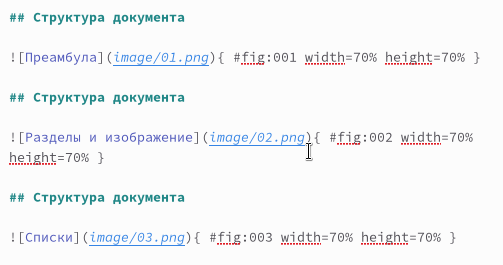 ## Структура документа
![Преамбула](image/01.png){ #fig:001 width=70% height=70% }
## Структура документа
![Разделы и изображение](image/02.png){ #fig:002 width=70%
height=70% }
## Структура документа
![Списки](image/03.png){ #fig:003 width=70% height=70% }